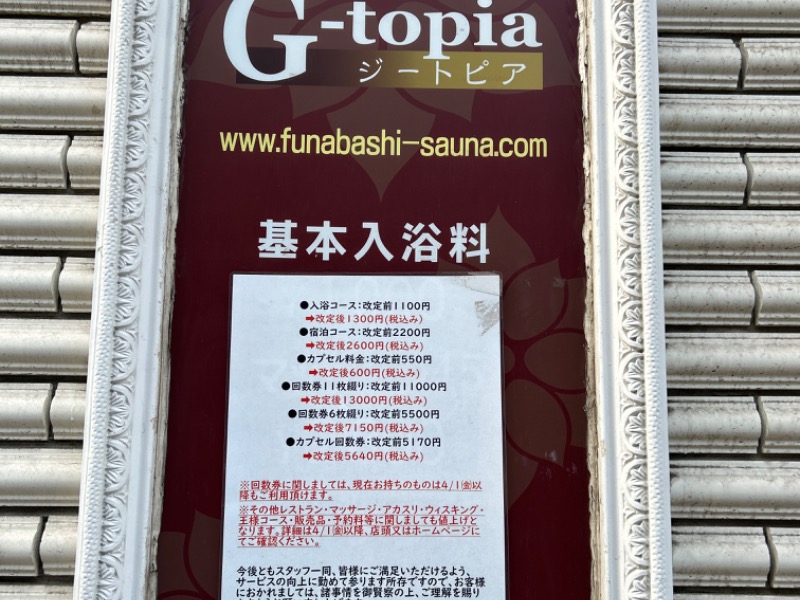 G-topia
ジートピア
www.funabashi-sauna.com
基本入浴料
●入浴コース:改定前1100円
➡改定後1300円(税込み)
●宿泊コース:改定前2200円
➡改定後2600円(税込み)
●カプセル料金:改定前550円
➡改定後600円(税込み)
●回数券11枚綴り:改定前11000円
➡改定後13000円(税込み)
●回数券6枚綴り:改定前5500円
➡改定後7150円(税込み)
●カプセル回数券:改定前5170円
➡改定後5640円(税込み)
※回数券に関しましては、現在お持ちのものは4/1㊎以
降もご利用頂けます。
※その他レストラン・マッサージ・アカスリ・ウィスキング・
王様コース・販売品・予約料等に関しましても値上げと
なります。詳細は4/1㊎以降、店頭又はホームページに
てご確認ください。
今後ともスタッフ一同、皆様にご満足いただけるよう、
サービスの向上に勤めて参ります所存ですので、お客様
におかれましては、諸事情を御賢察の上、ご理解を賜り